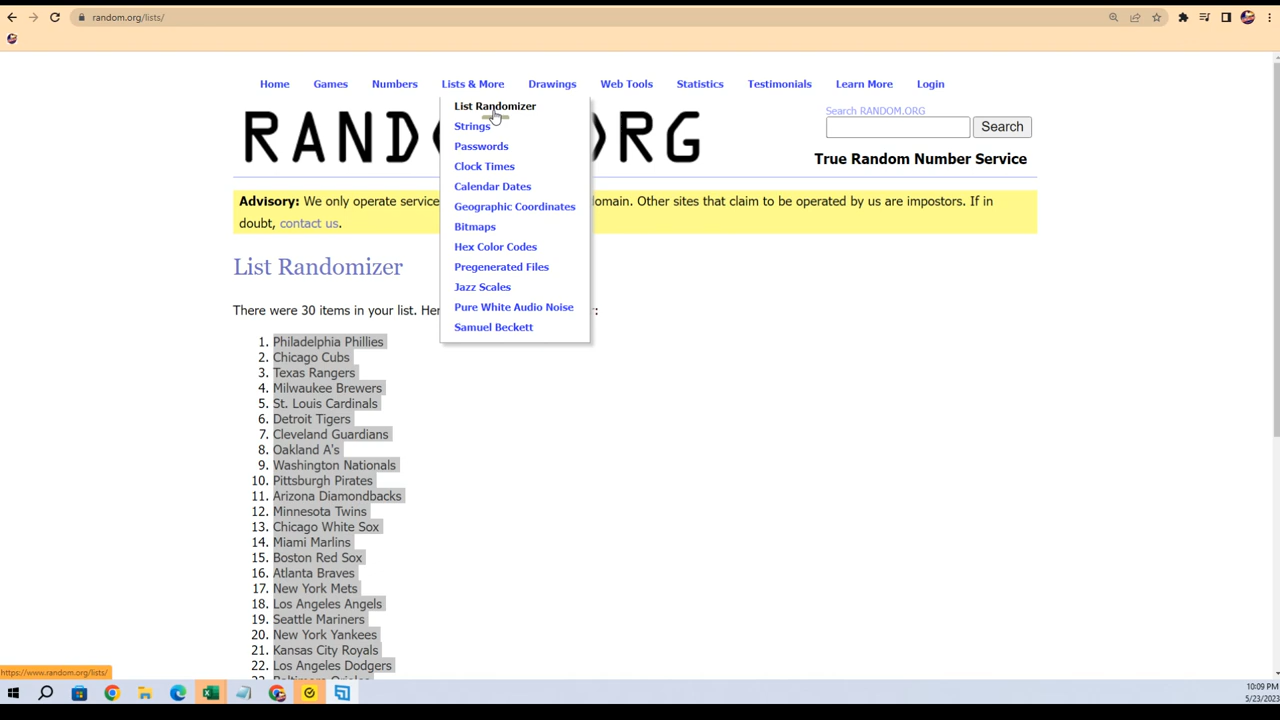 random.org/lists/
Home Games Numbers Lists & More Drawings Web Tools Statistics Testimonials Learn More Login
List Randomizer
Strings
Passwords
Clock Times
Calendar Dates
Geographic Coordinates
Bitmaps
Hex Color Codes
Pregenerated Files
Jazz Scales
Pure White Audio Noise
Samuel Beckett
RAND RG
Search RANDOM.ORG
Search
True Random Number Service
Advisory: We only operate service omain. Other sites that claim to be operated by us are impostors. If in
doubt, contact us.
List Randomizer
There were 30 items in your list. Her :
1. Philadelphia Phillies
2. Chicago Cubs
3. Texas Rangers
4. Milwaukee Brewers
5. St. Louis Cardinals
6. Detroit Tigers
7. Cleveland Guardians
8. Oakland A's
9. Washington Nationals
10. Pittsburgh Pirates
11. Arizona Diamondbacks
12. Minnesota Twins
13. Chicago White Sox
14. Miami Marlins
15. Boston Red Sox
16. Atlanta Braves
17. New York Mets
18. Los Angeles Angels
19. Seattle Mariners
20. New York Yankees
21. Kansas City Royals
22. Los Angeles Dodgers
23. Baltimore Orioles
https://www.random.org/lists/
10:09 PM
5/23/2023